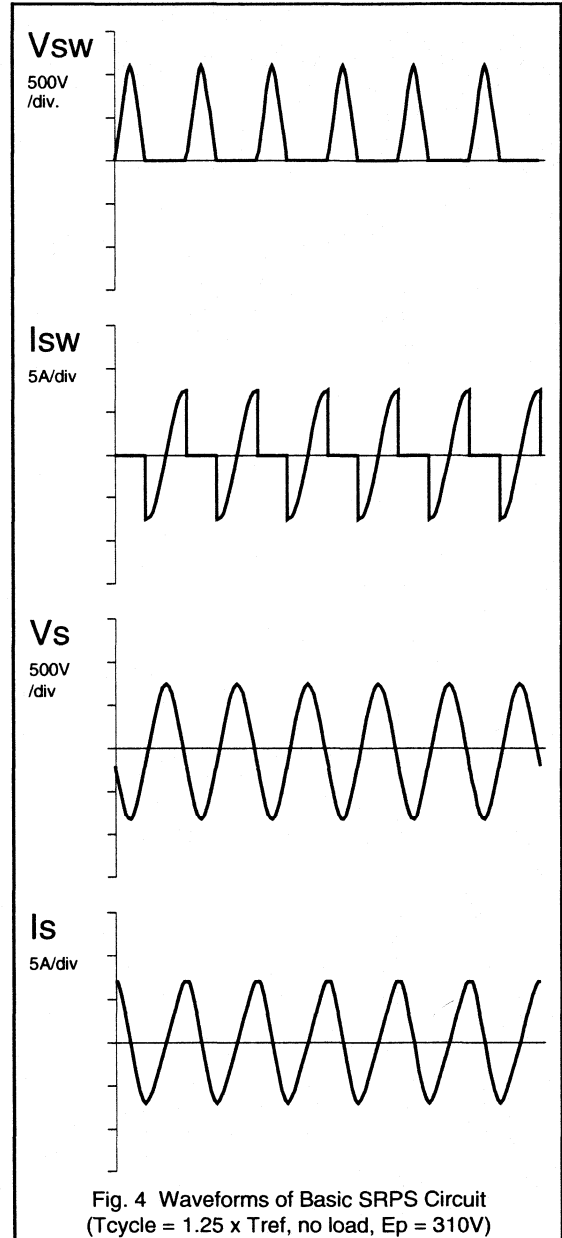 Vsw
500V
/div.
Isw
5A/div
Vs
500V
/div
Is
5A/div
Fig. 4 Waveforms of Basic SRPS Circuit
(Tcycle = 1.25 x Tref, no load, Ep = 310V)